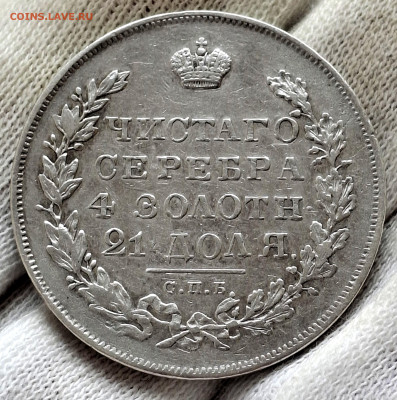 COINS.LAVE.RU
ЧИСТАГО
СЕРЕБРА
4 ЗОЛОТН
21 ДОЛЯ
С.П.Б.